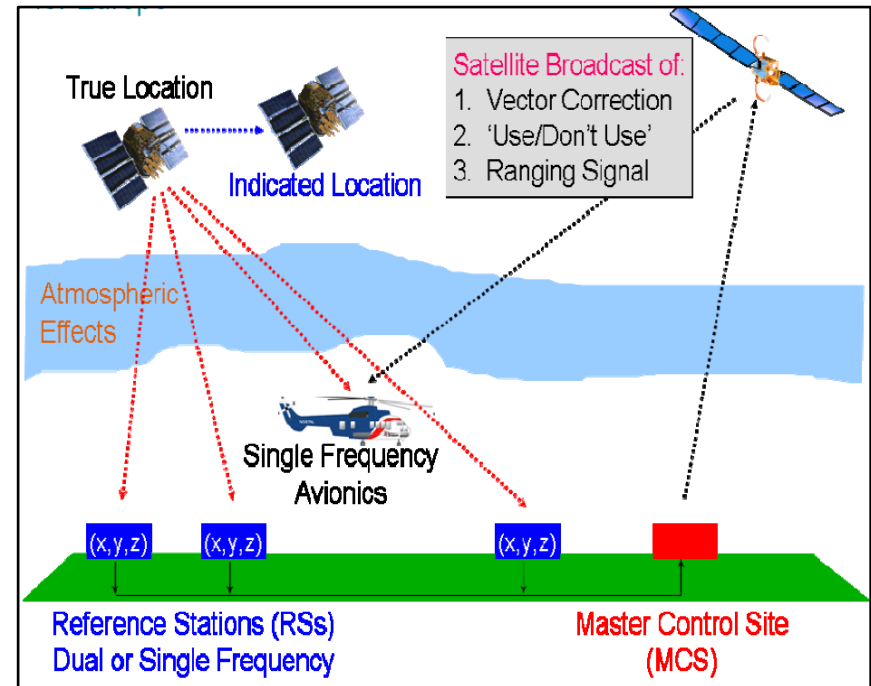 True Location
Indicated Location
Satellite Broadcast of:
1. Vector Correction
2. 'Use/Don't Use'
3. Ranging Signal
Atmospheric
Effects
Single Frequency
Avionics
(x,y,z)
(x,y,z)
(x,y,z)
Reference Stations (RSs)
Dual or Single Frequency
Master Control Site
(MCS)